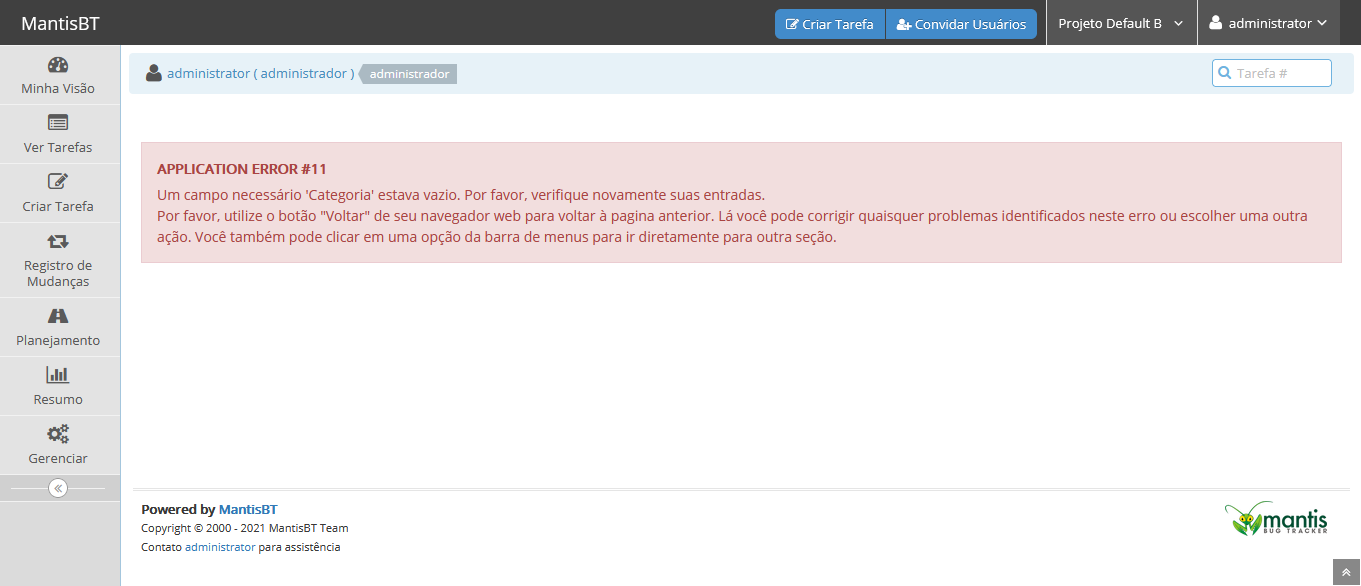 MantisBT
Criar Tarefa
Convidar Usuários
Projeto Default B
administrator
Minha Visão
Ver Tarefas
Criar Tarefa
Registro de
Mudanças
Planejamento
Resumo
Gerenciar
administrator ( administrador )
administrador
Tarefa #
APPLICATION ERROR #11
Um campo necessário 'Categoria' estava vazio. Por favor, verifique novamente suas entradas.
Por favor, utilize o botão "Voltar" de seu navegador web para voltar à pagina anterior. Lá você pode corrigir quaisquer problemas identificados neste erro ou escolher uma outra
ação. Você também pode clicar em uma opção da barra de menus para ir diretamente para outra seção.
Powered by MantisBT
Copyright © 2000 - 2021 MantisBT Team
Contato administrator para assistência
mantis
BUG TRACKER